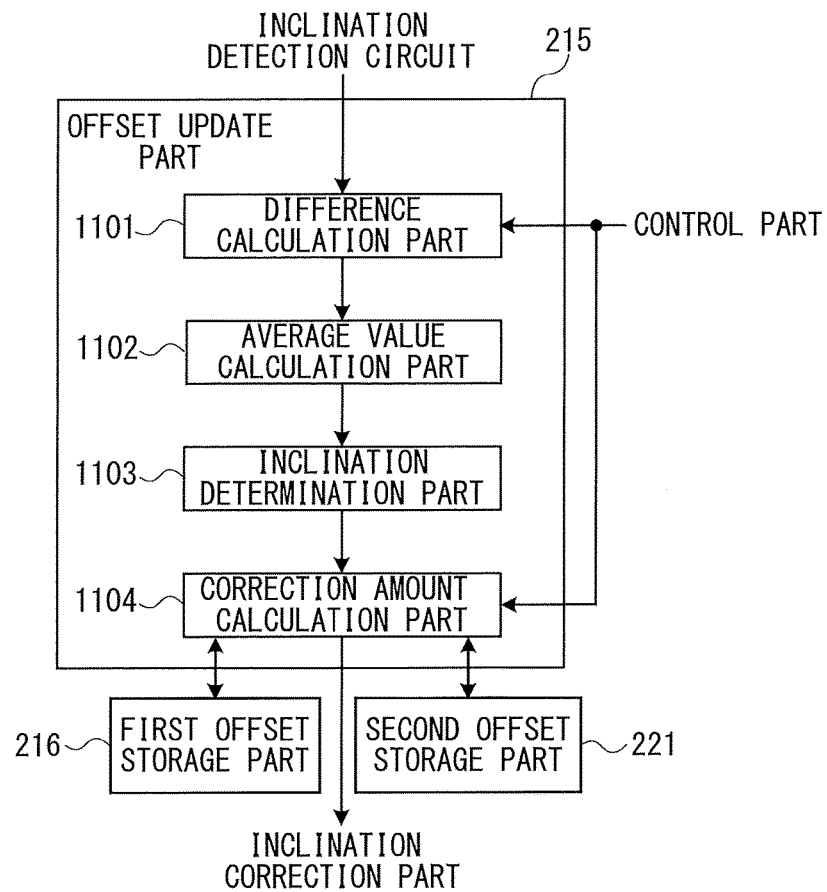 INCLINATION
DETECTION CIRCUIT
215
OFFSET UPDATE
PART
1101
DIFFERENCE
CALCULATION PART
CONTROL PART
1102
AVERAGE VALUE
CALCULATION PART
1103
INCLINATION
DETERMINATION PART
1104
CORRECTION AMOUNT
CALCULATION PART
216
FIRST OFFSET
STORAGE PART
SECOND OFFSET
STORAGE PART
221
INCLINATION
CORRECTION PART